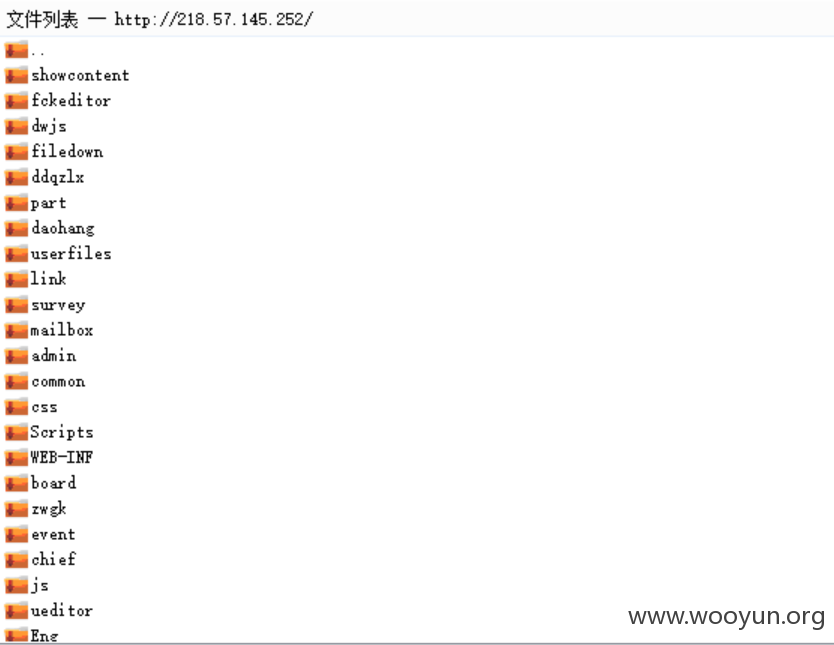 文件列表 — http://218.57.145.252/
..
showcontent
fckeditor
dwjs
filedown
ddqzlx
part
daohang
userfiles
link
survey
mailbox
admin
common
css
Scripts
WEB-INF
board
zwgk
event
chief
js
ueditor
Eng
www.wooyun.org